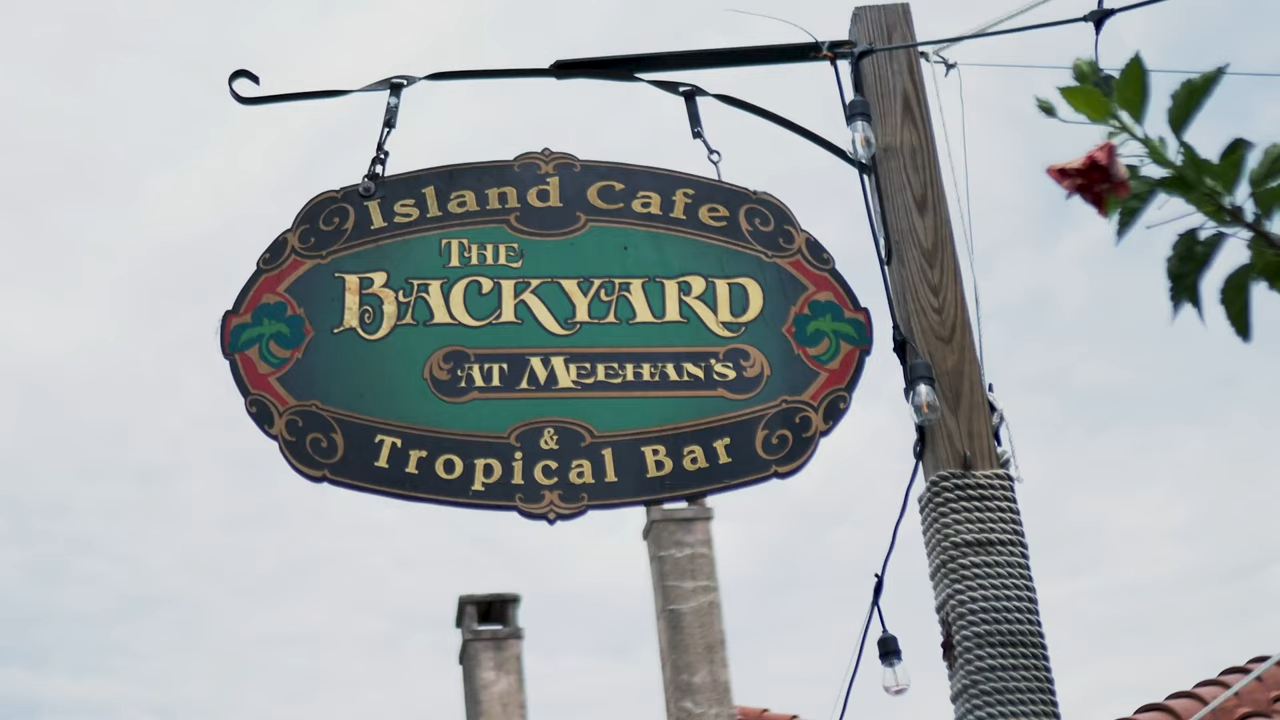 Island Cafe
THE
BACKYARD
AT MEEHAN'S
&
Tropical Bar